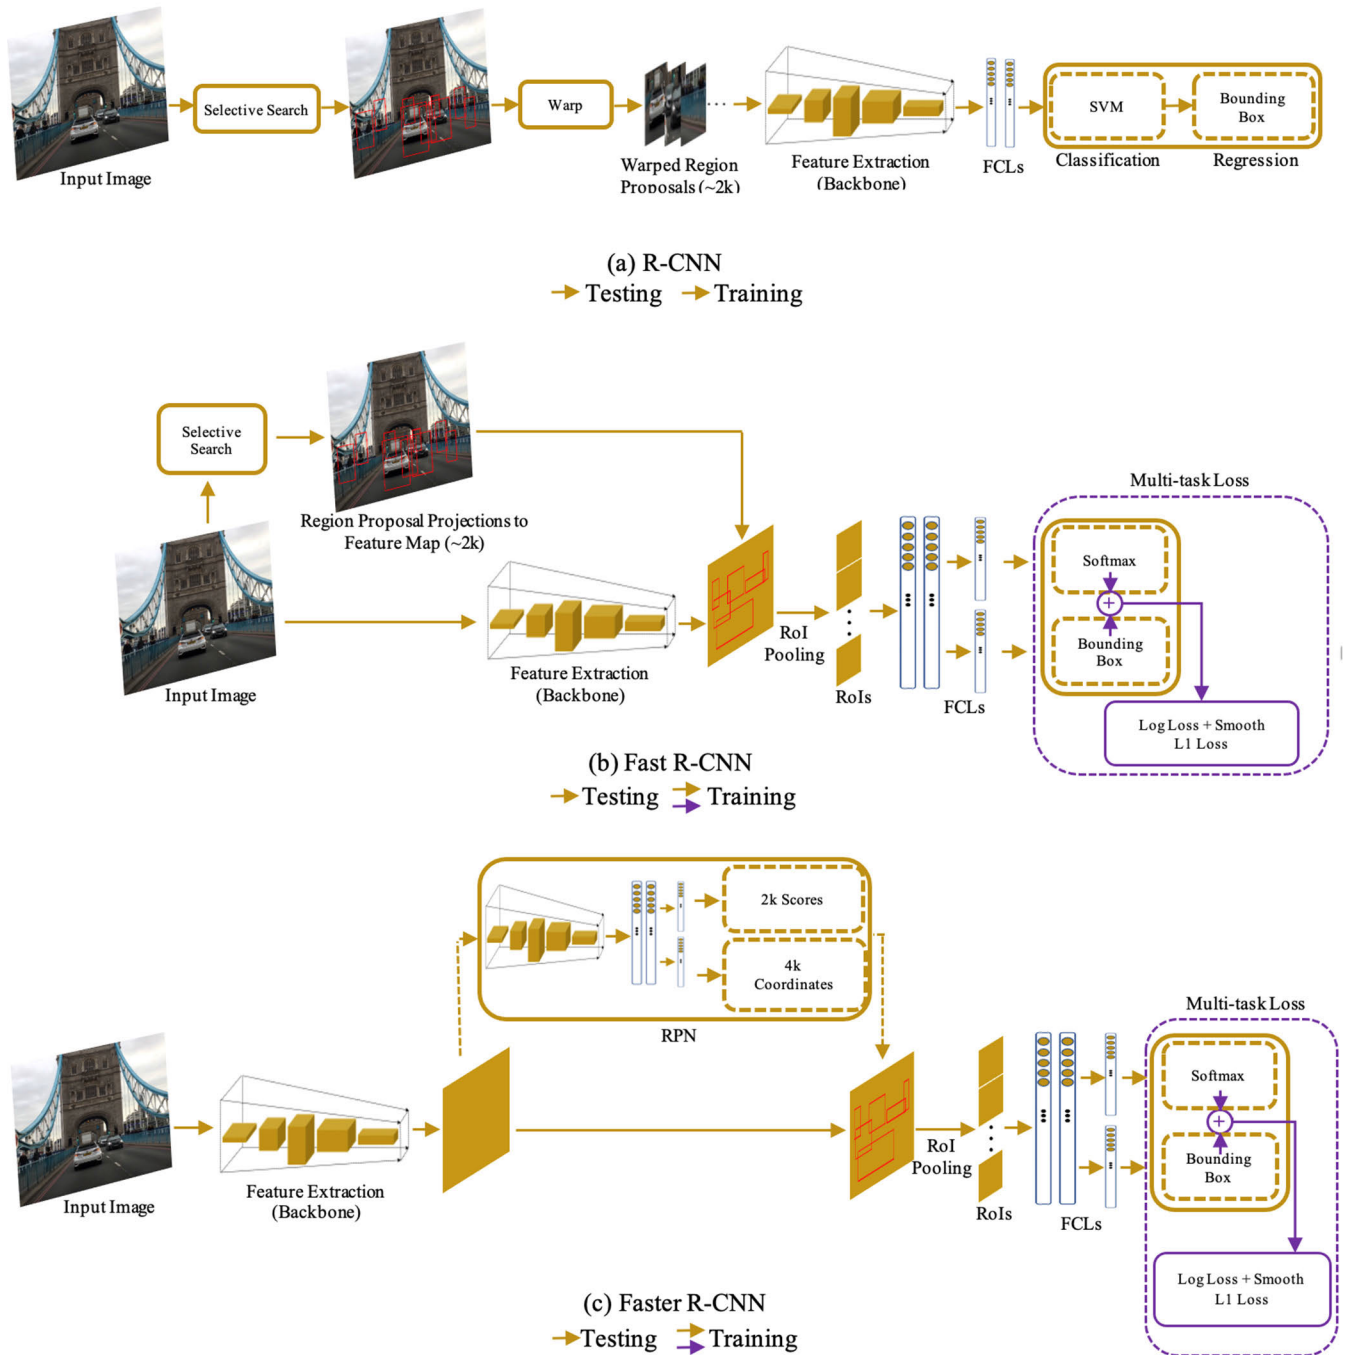 Input Image
Selective Search
Warp
Warped Region
Proposals (~2k)
Feature Extraction
(Backbone)
FCLs
SVM
Classification
Bounding
Box
Regression
(a) R-CNN
Testing Training
Selective
Search
Region Proposal Projections to
Feature Map (~2k)
Input Image
Feature Extraction
(Backbone)
RoI
Pooling
RoIs
FCLs
Multi-task Loss
Softmax
+
Bounding
Box
Log Loss + Smooth
L1 Loss
(b) Fast R-CNN
Testing Training
2k Scores
4k
Coordinates
RPN
Input Image
Feature Extraction
(Backbone)
RoI
Pooling
RoIs
FCLs
Multi-task Loss
Softmax
+
Bounding
Box
Log Loss + Smooth
L1 Loss
(c) Faster R-CNN
Testing Training